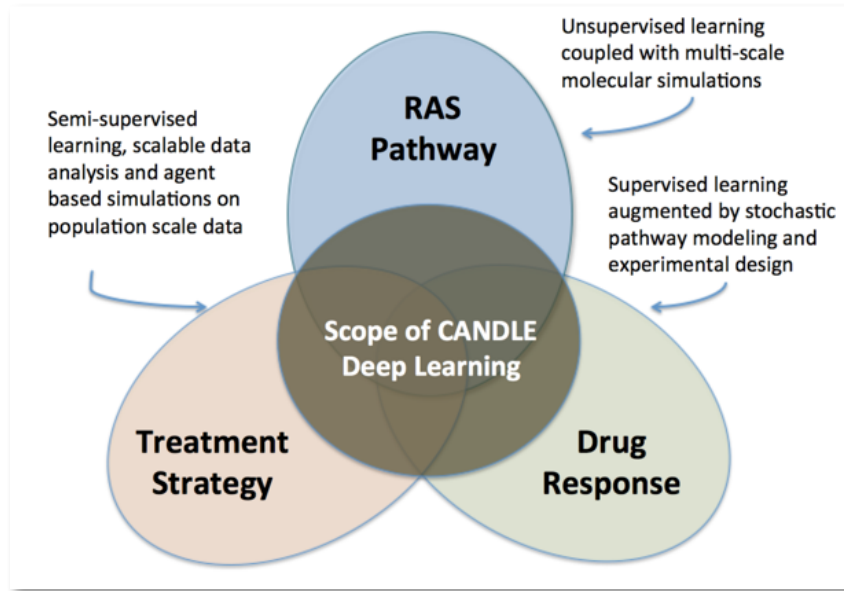 Unsupervised learning
coupled with multi-scale
molecular simulations
RAS
Pathway
Semi-supervised
learning, scalable data
analysis and agent
based simulations on
population scale data
Supervised learning
augmented by stochastic
pathway modeling and
experimental design
Scope of CANDLE
Deep Learning
Treatment
Strategy
Drug
Response